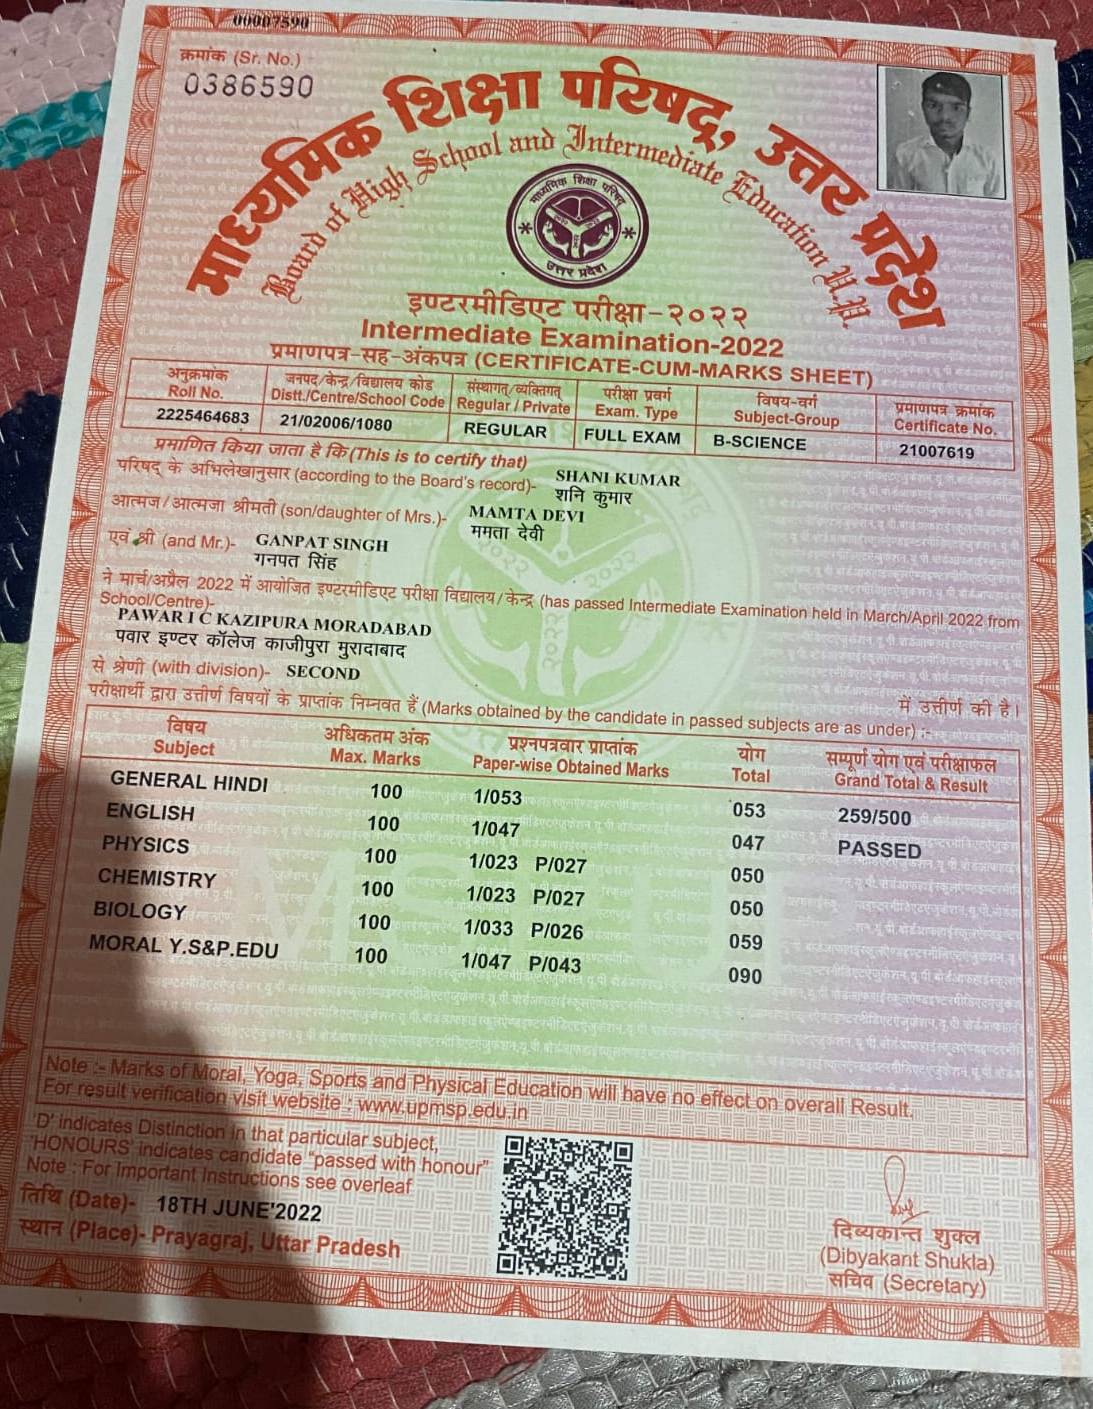 00007590
क्रमांक (Sr. No.)
0386590
माध्यमिक शिक्षा परिषद्, उत्तर प्रदेश
Board of High School and Intermediate Education U.P.
माध्यमिक शिक्षा परिषद्
उत्तर प्रदेश
इण्टरमीडिएट परीक्षा-२०२२
Intermediate Examination-2022
प्रमाणपत्र-सह-अंकपत्र (CERTIFICATE-CUM-MARKS SHEET)
अनुक्रमांक जनपद/केन्द्र/विद्यालय कोड संस्थागत/व्यक्तिगत् परीक्षा प्रवर्ग विषय-वर्ग प्रमाणपत्र क्रमांक
Roll No. Distt./Centre/School Code Regular / Private Exam. Type Subject-Group Certificate No.
2225464683 21/02006/1080 REGULAR FULL EXAM B-SCIENCE 21007619
प्रमाणित किया जाता है कि (This is to certify that)
परिषद् के अभिलेखानुसार (according to the Board's record)- SHANI KUMAR
शनि कुमार
आत्मज/आत्मजा श्रीमती (son/daughter of Mrs.)- MAMTA DEVI
ममता देवी
एवं श्री (and Mr.)- GANPAT SINGH
गनपत सिंह
ने मार्च/अप्रैल 2022 में आयोजित इण्टरमीडिएट परीक्षा विद्यालय/केन्द्र (has passed Intermediate Examination held in March/April 2022 from
School/Centre)-
PAWAR I C KAZIPURA MORADABAD
पवार इण्टर कॉलेज काजीपुरा मुरादाबाद
से श्रेणी (with division)- SECOND में उत्तीर्ण की है।
परीक्षार्थी द्वारा उत्तीर्ण विषयों के प्राप्तांक निम्नवत हैं (Marks obtained by the candidate in passed subjects are as under) :-
विषय अधिकतम अंक प्रश्नपत्रवार प्राप्तांक योग सम्पूर्ण योग एवं परीक्षाफल
Subject Max. Marks Paper-wise Obtained Marks Total Grand Total & Result
GENERAL HINDI 100 1/053 053 259/500
ENGLISH 100 1/047 047 PASSED
PHYSICS 100 1/023 P/027 050
CHEMISTRY 100 1/023 P/027 050
BIOLOGY 100 1/033 P/026 059
MORAL Y.S&P.EDU 100 1/047 P/043 090
Note :- Marks of Moral, Yoga, Sports and Physical Education will have no effect on overall Result.
For result verification visit website : www.upmsp.edu.in
'D' indicates Distinction in that particular subject,
'HONOURS' indicates candidate "passed with honour"
Note : For Important Instructions see overleaf
तिथि (Date)- 18TH JUNE'2022
स्थान (Place)- Prayagraj, Uttar Pradesh
दिव्यकान्त शुक्ल
(Dibyakant Shukla)
सचिव (Secretary)